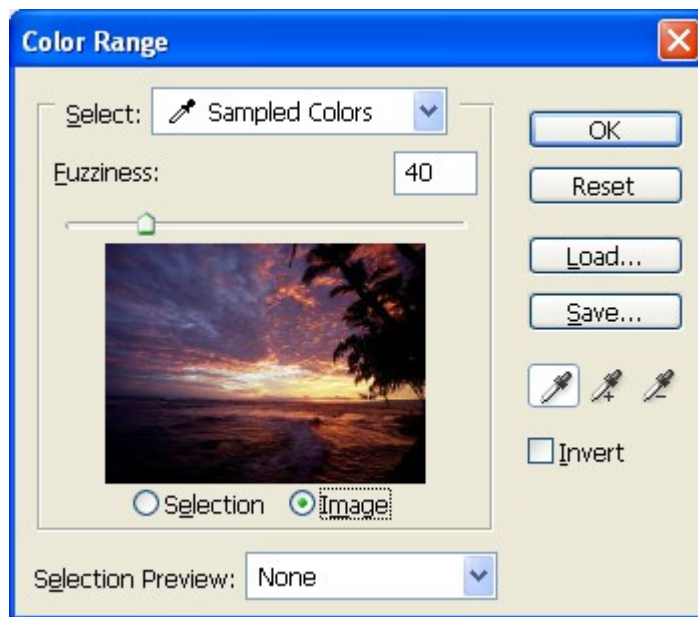 Color Range
Select: Sampled Colors
Fuzziness: 40
OK
Reset
Load...
Save...
Invert
Selection Image
Selection Preview: None